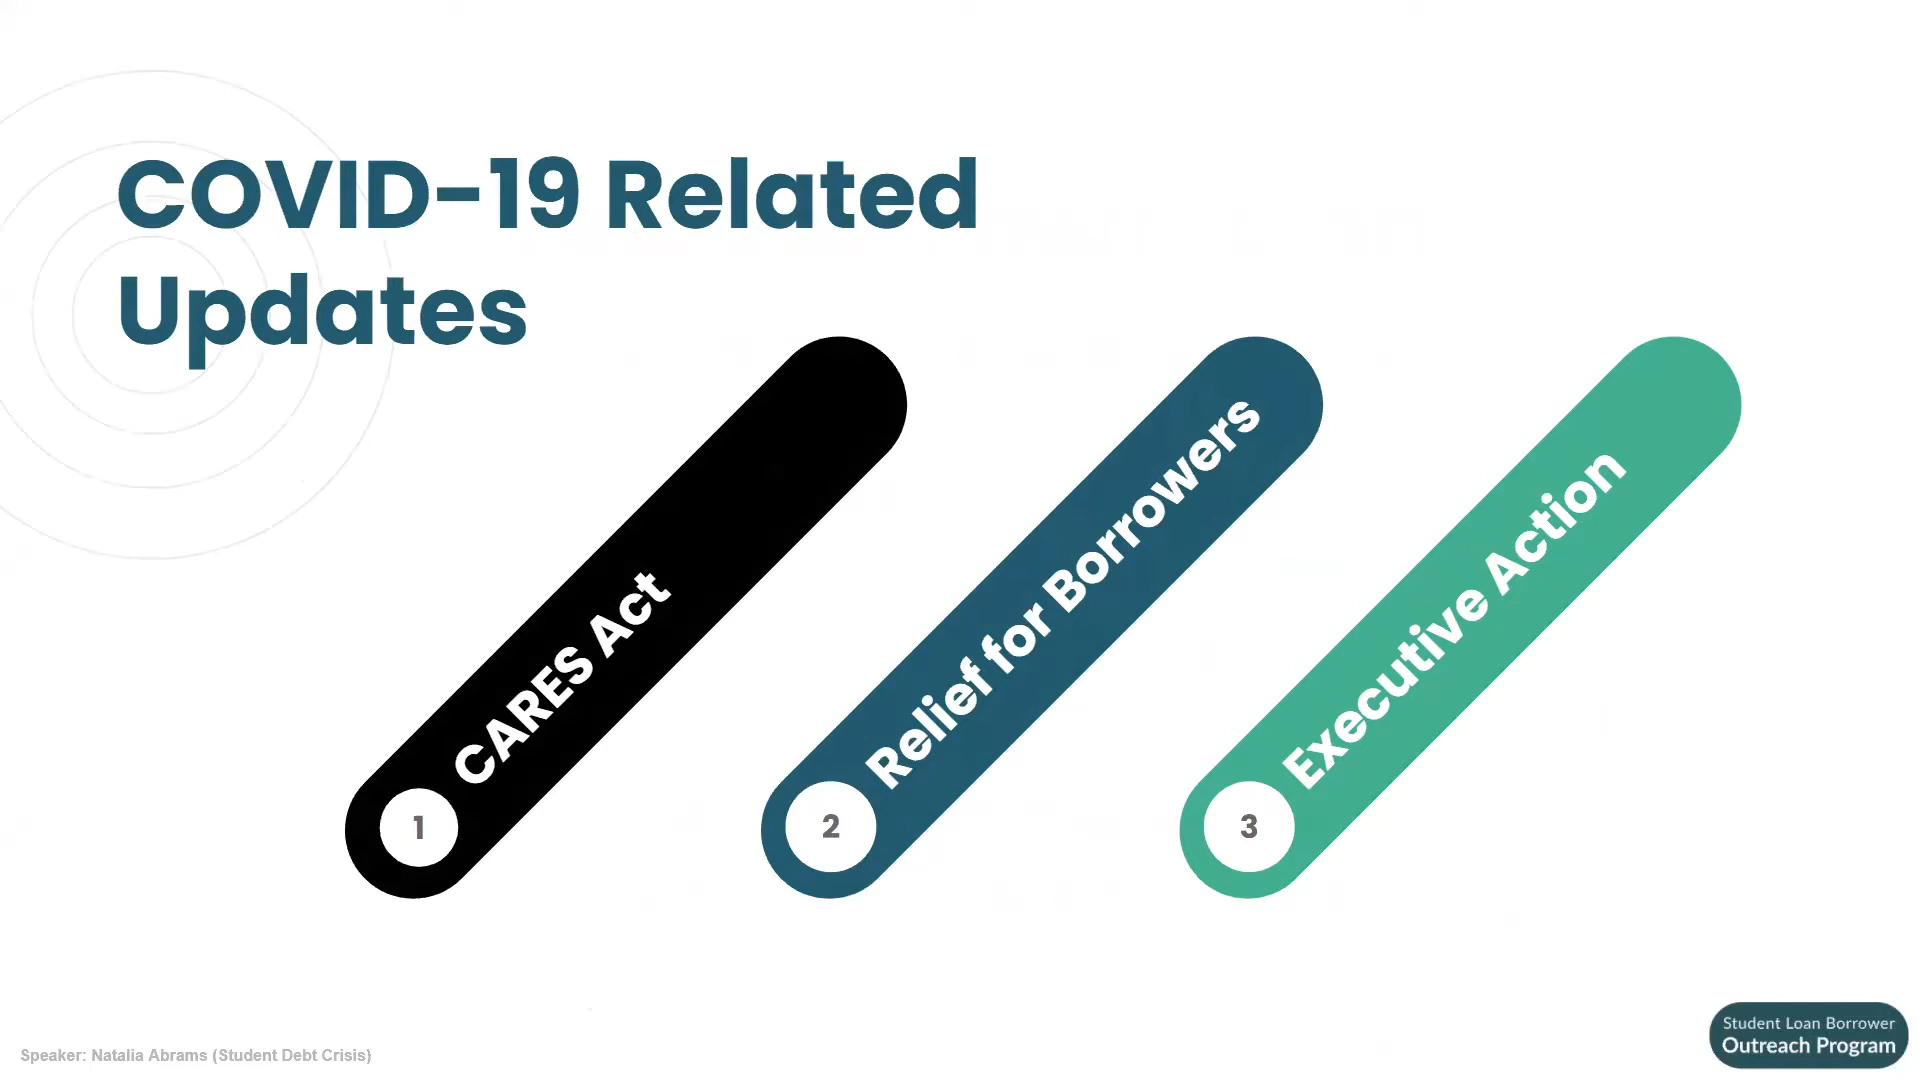 COVID-19 Related
Updates
1
CARES Act
2
Relief for Borrowers
3
Executive Action
Speaker: Natalia Abrams (Student Debt Crisis)
Student Loan Borrower
Outreach Program